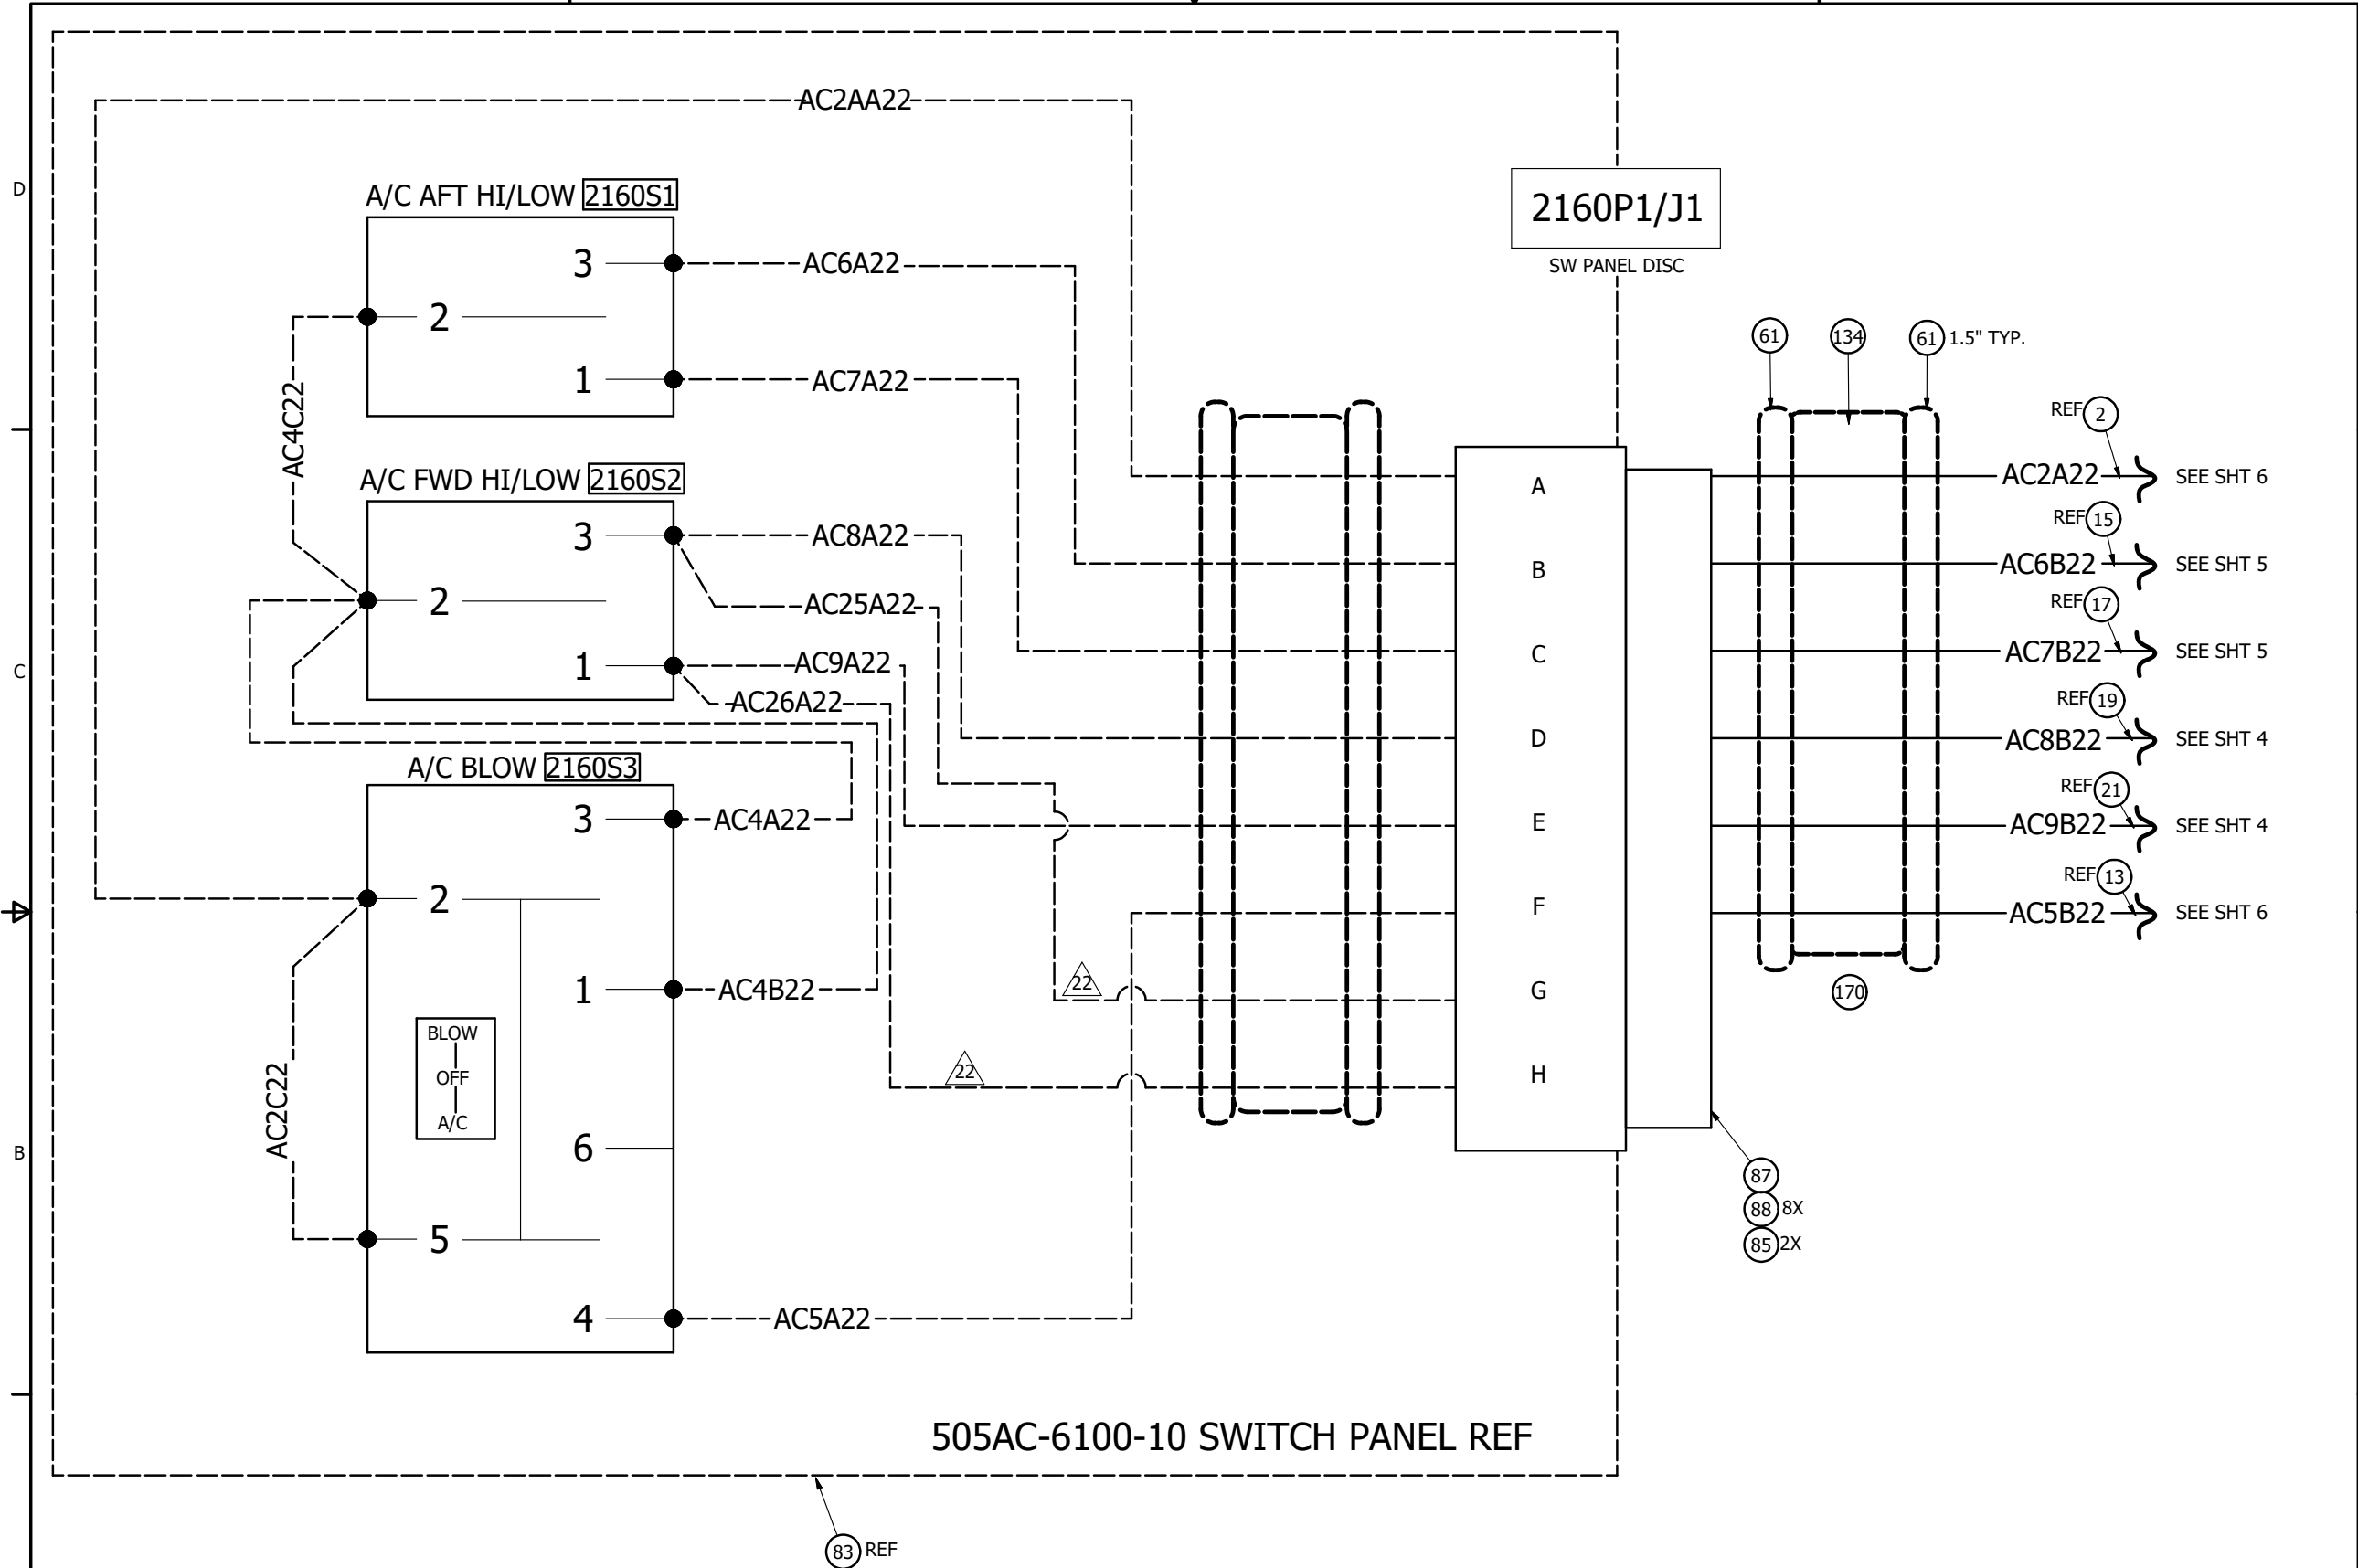 AC2AA22
D
A/C AFT HI/LOW 2160S1
3
2
1
AC6A22
AC7A22
AC4C22
2160P1/J1
SW PANEL DISC
A/C FWD HI/LOW 2160S2
3
2
1
AC8A22
AC25A22
AC9A22
AC26A22
C
A/C BLOW 2160S3
3
2
1
6
5
4
BLOW
OFF
A/C
AC4A22
AC4B22
AC2C22
AC5A22
B
22
22
A
B
C
D
E
F
G
H
61
134
61 1.5" TYP.
REF 2
AC2A22 SEE SHT 6
REF 15
AC6B22 SEE SHT 5
REF 17
AC7B22 SEE SHT 5
REF 19
AC8B22 SEE SHT 4
REF 21
AC9B22 SEE SHT 4
REF 13
AC5B22 SEE SHT 6
170
87
88 8X
85 2X
505AC-6100-10 SWITCH PANEL REF
83 REF